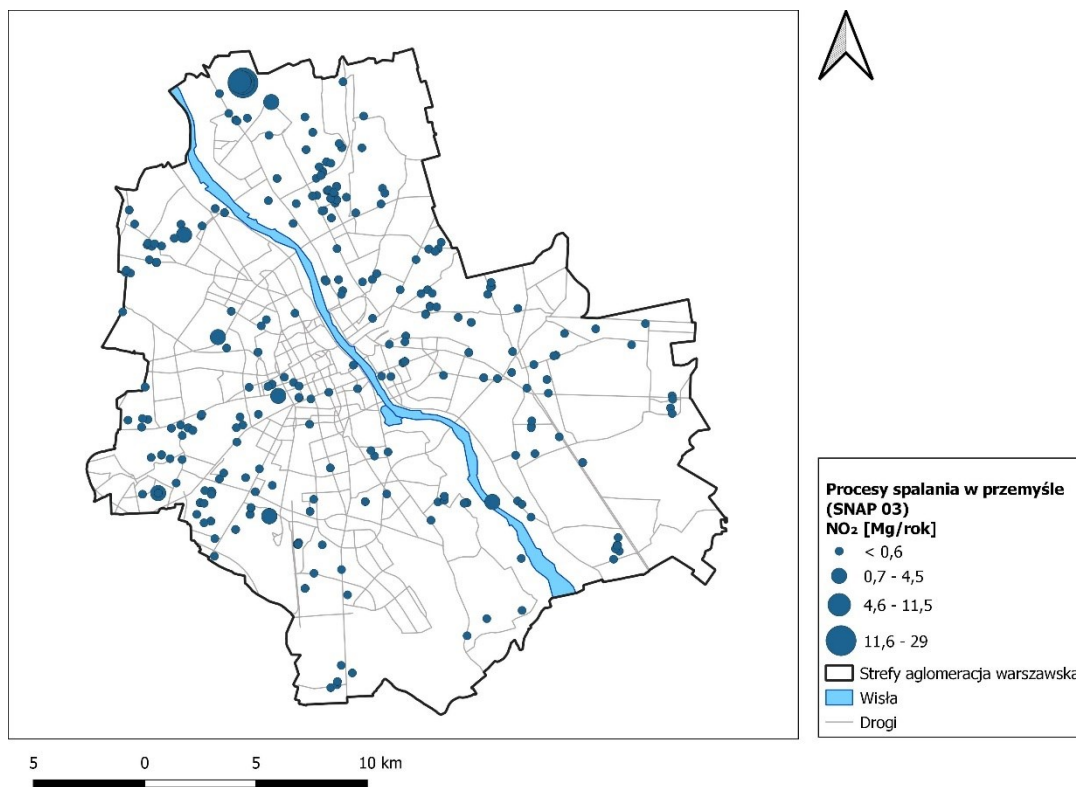 Procesy spalania w przemyśle
(SNAP 03)
NO₂ [Mg/rok]
< 0,6
0,7 - 4,5
4,6 - 11,5
11,6 - 29
Strefy aglomeracja warszawska
Wisła
Drogi
5 0 5 10 km